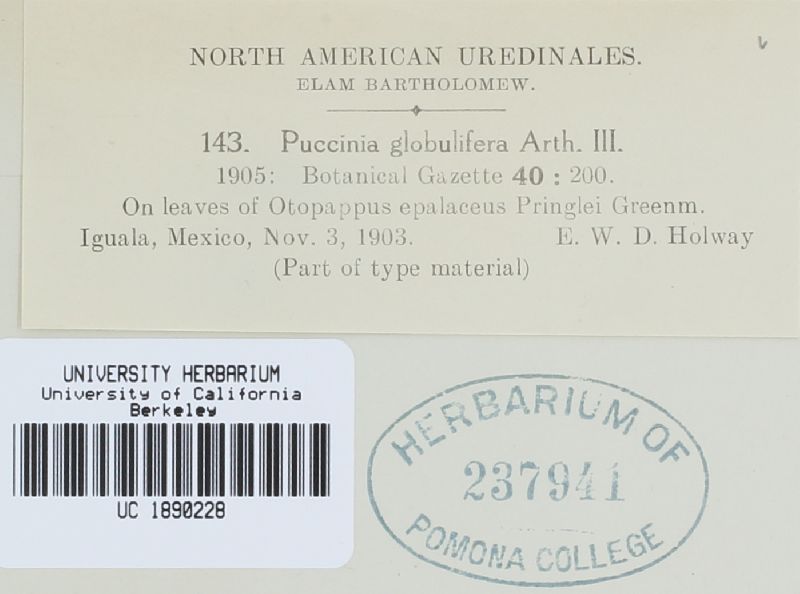 NORTH AMERICAN UREDINALES.
ELAM BARTHOLOMEW.
143. Puccinia globulifera Arth. III.
1905: Botanical Gazette 40 : 200.
On leaves of Otopappus epalaceus Pringlei Greenm.
Iguala, Mexico, Nov. 3, 1903. E. W. D. Holway
(Part of type material)
UNIVERSITY HERBARIUM
University of California
Berkeley
UC 1890228
HERBARIUM OF
237941
POMONA COLLEGE